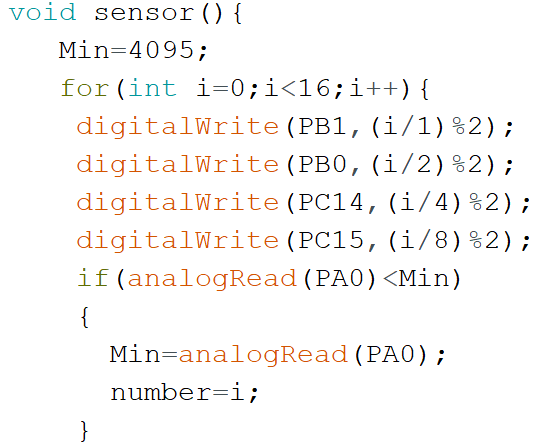 void sensor(){
Min=4095;
for(int i=0;i<16;i++){
digitalWrite(PB1,(i/1)%2);
digitalWrite(PB0,(i/2)%2);
digitalWrite(PC14,(i/4)%2);
digitalWrite(PC15,(i/8)%2);
if(analogRead(PA0)<Min)
{
Min=analogRead(PA0);
number=i;
}